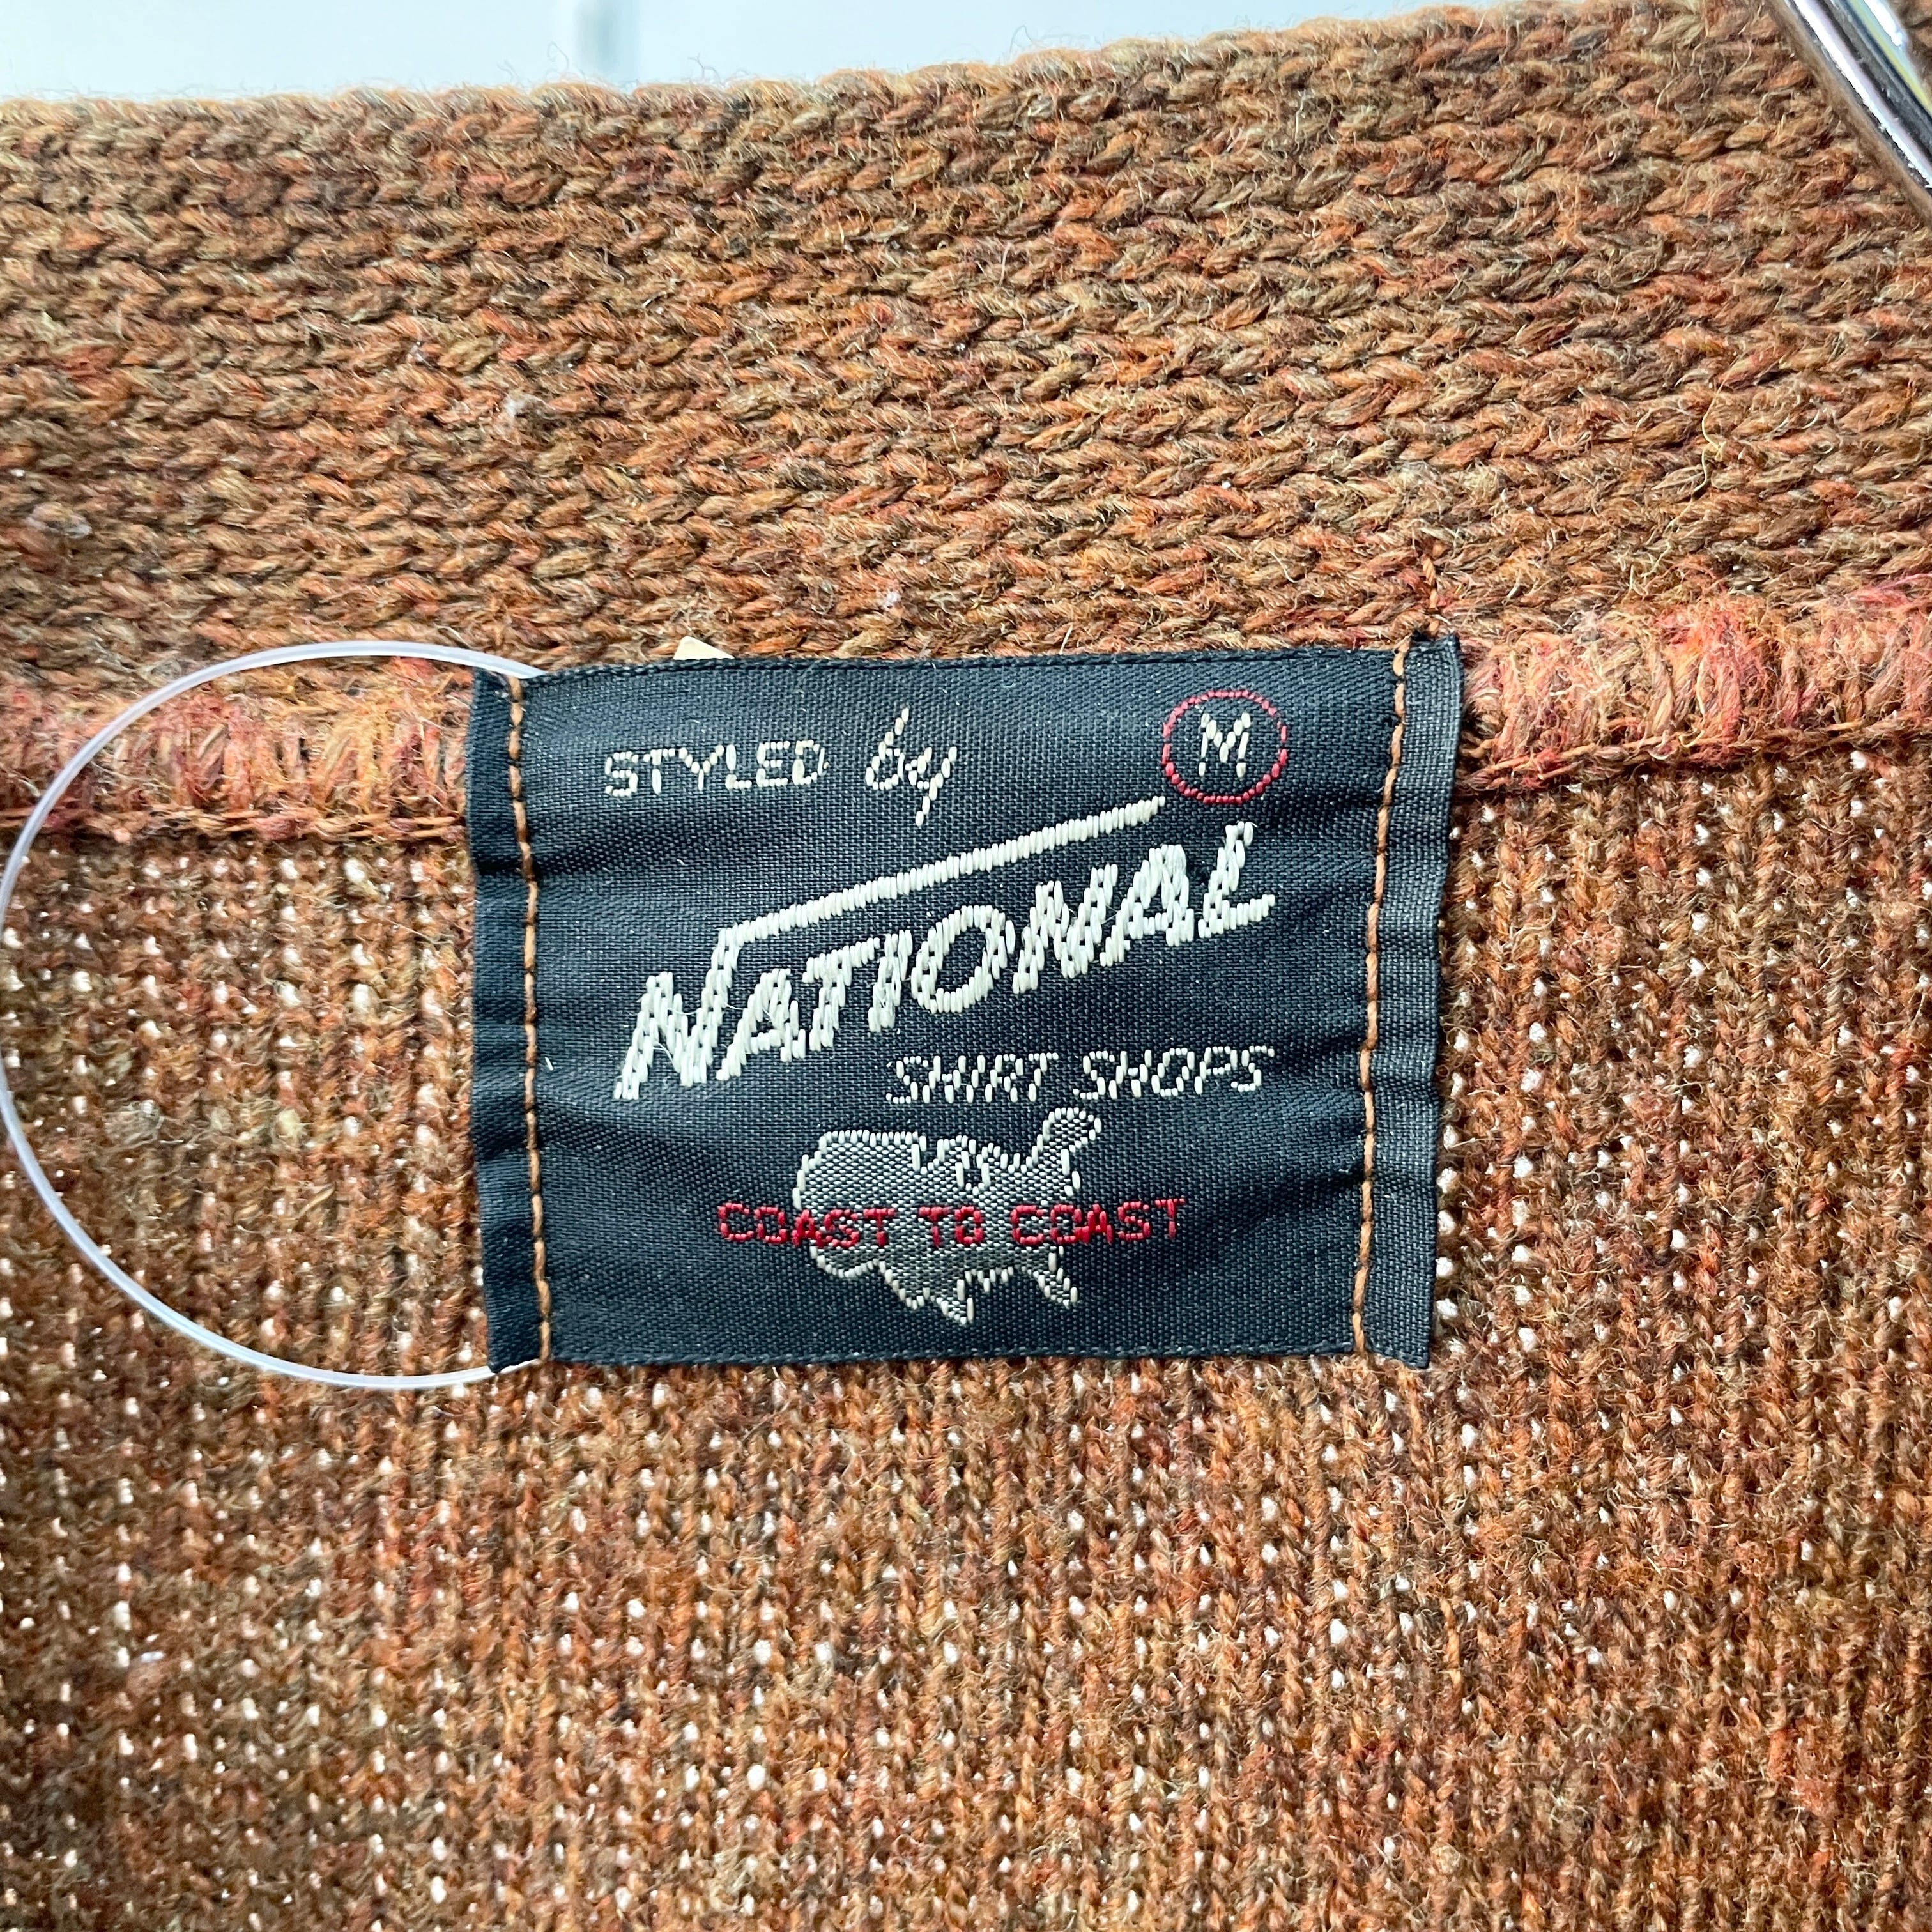 STYLED by
M
NATIONAL
SHIRT SHOPS
COAST TO COAST